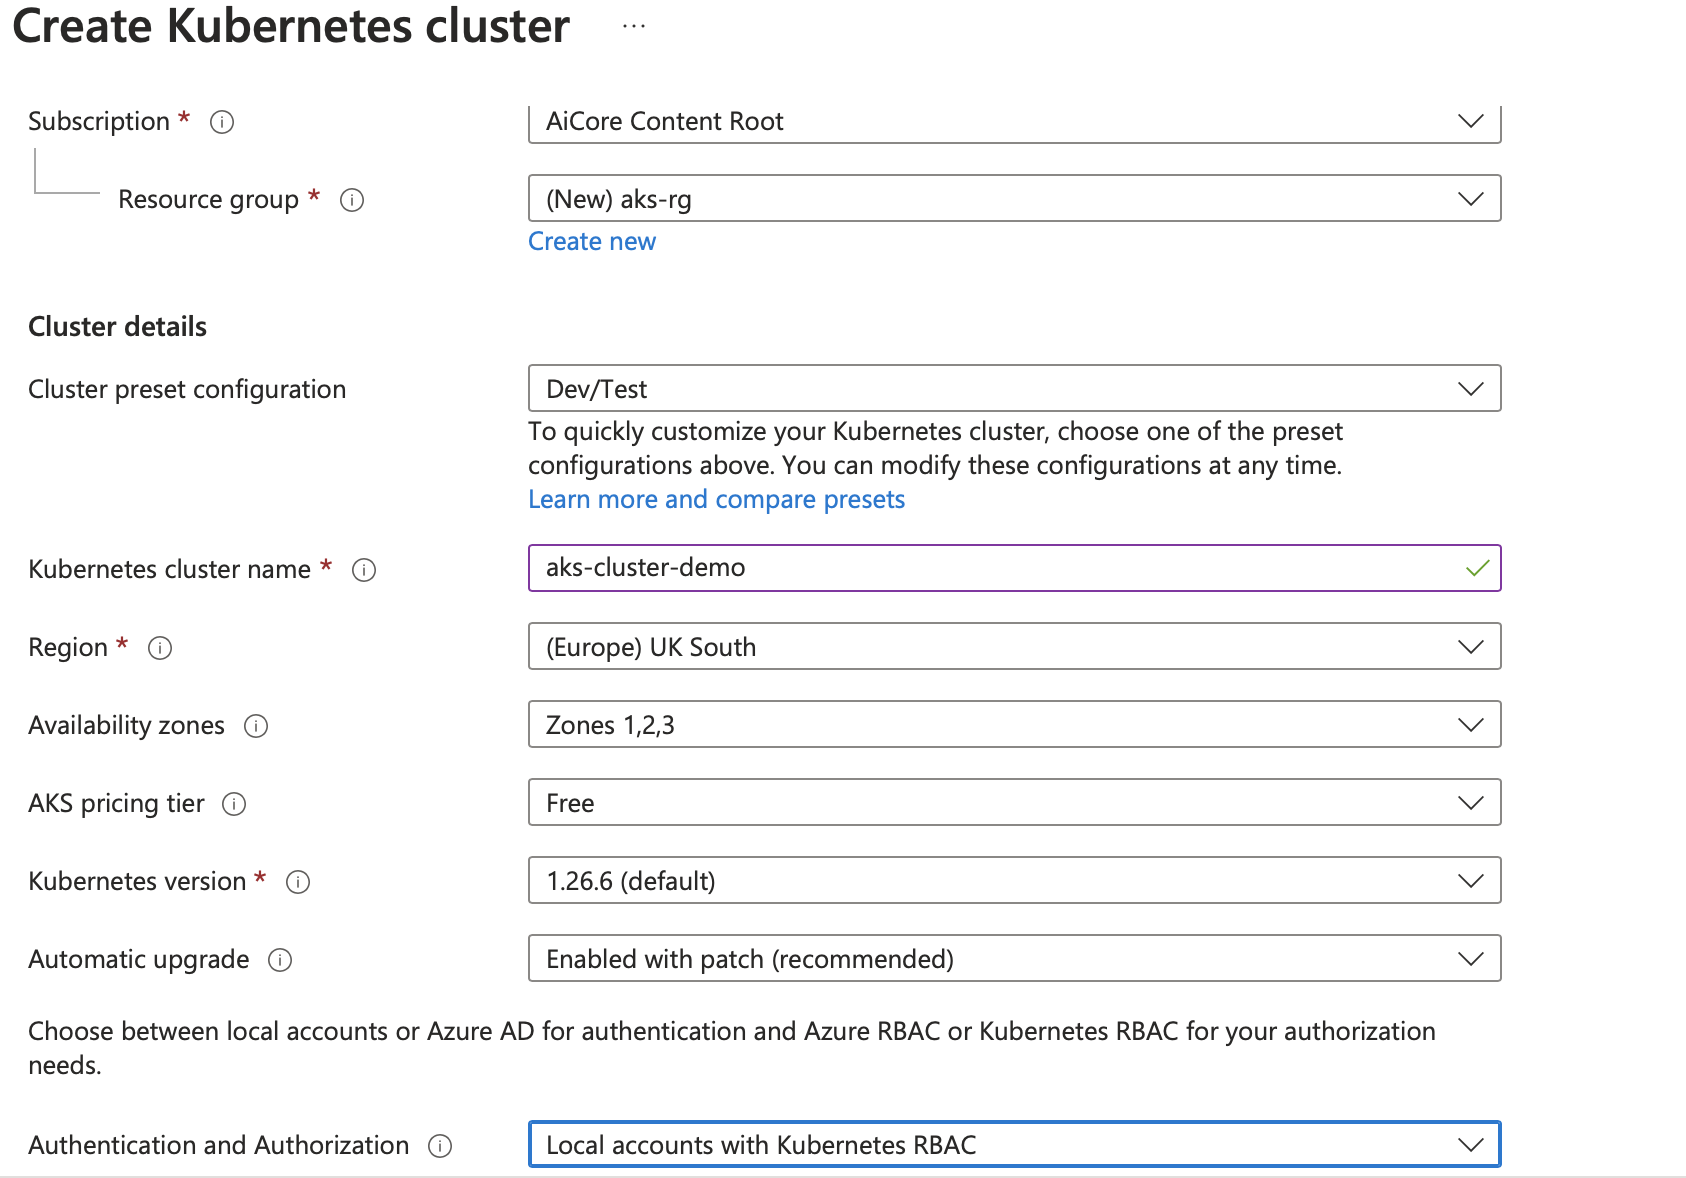 Create Kubernetes cluster ...
Subscription * AiCore Content Root
Resource group * (New) aks-rg
Create new
Cluster details
Cluster preset configuration Dev/Test
To quickly customize your Kubernetes cluster, choose one of the preset
configurations above. You can modify these configurations at any time.
Learn more and compare presets
Kubernetes cluster name * aks-cluster-demo
Region * (Europe) UK South
Availability zones Zones 1,2,3
AKS pricing tier Free
Kubernetes version * 1.26.6 (default)
Automatic upgrade Enabled with patch (recommended)
Choose between local accounts or Azure AD for authentication and Azure RBAC or Kubernetes RBAC for your authorization
needs.
Authentication and Authorization Local accounts with Kubernetes RBAC